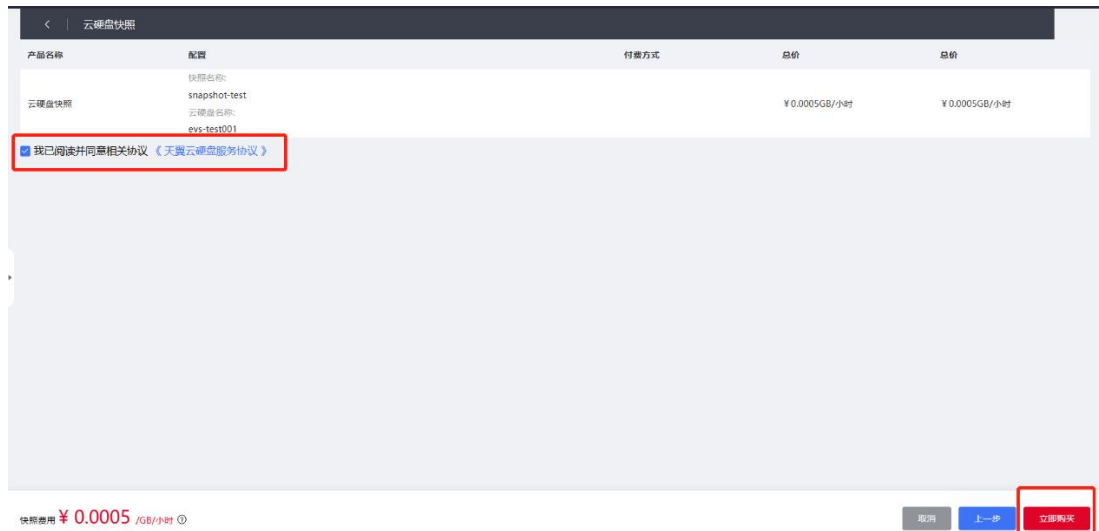 云硬盘快照
产品名称 配置 付费方式 总价 总价
快照名称:
snapshot-test
云硬盘快照 ¥0.0005GB/小时 ¥0.0005GB/小时
云硬盘名称:
evs-test001
我已阅读并同意相关协议 《天翼云硬盘服务协议》
快照费用 ¥ 0.0005 /GB/小时 取消 上一步 立即购买